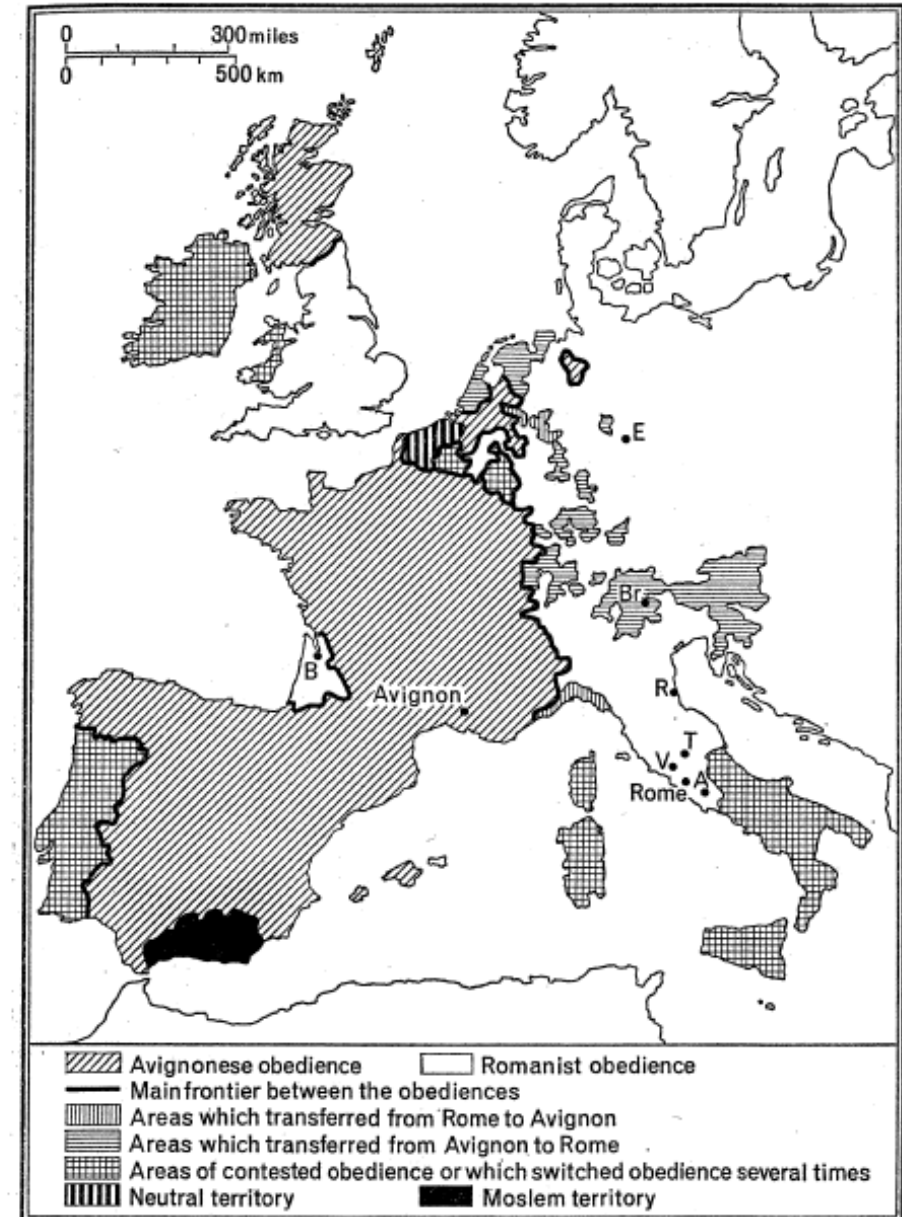 0 300 miles
0 500 km
E
Br
B
Avignon
R
T
V
Rome A
Avignonese obedience Romanist obedience
Main frontier between the obediences
Areas which transferred from Rome to Avignon
Areas which transferred from Avignon to Rome
Areas of contested obedience or which switched obedience several times
Neutral territory Moslem territory